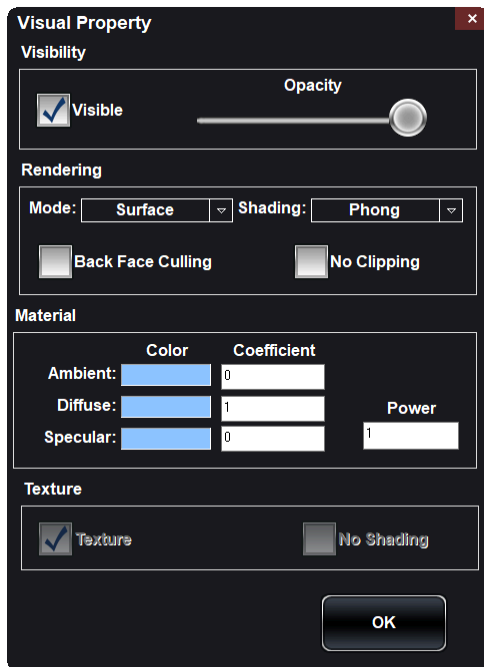 Visual Property
Visibility
Opacity
Visible
Rendering
Mode: Surface Shading: Phong
Back Face Culling No Clipping
Material
Color Coefficient
Ambient: 0
Diffuse: 1 Power
Specular: 0 1
Texture
Texture No Shading
OK